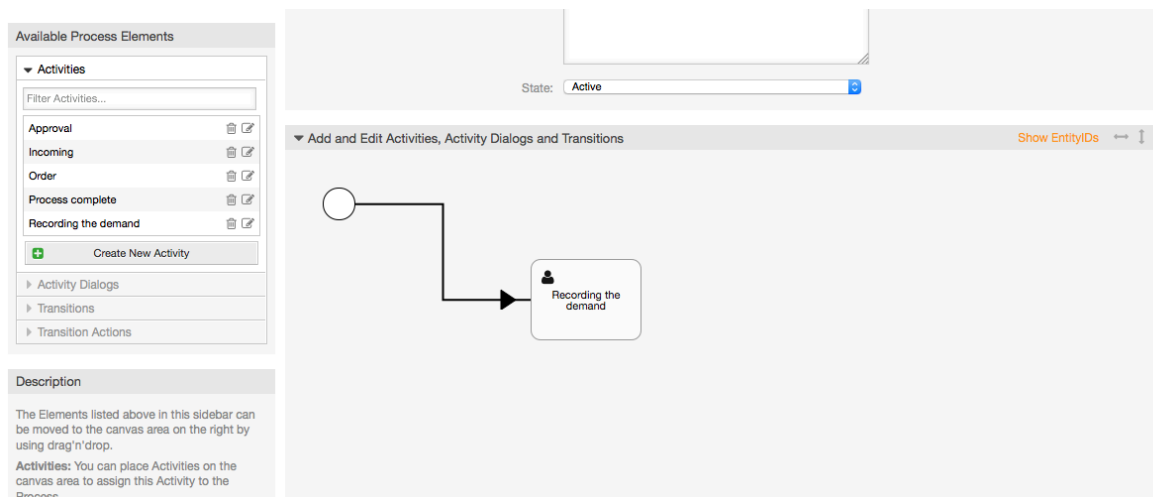 Available Process Elements
Activities
Filter Activities...
Approval
Incoming
Order
Process complete
Recording the demand
Create New Activity
Activity Dialogs
Transitions
Transition Actions
Description
The Elements listed above in this sidebar can
be moved to the canvas area on the right by
using drag'n'drop.
Activities: You can place Activities on the
canvas area to assign this Activity to the
Process.
State: Active
Add and Edit Activities, Activity Dialogs and Transitions
Show EntityIDs
Recording the
demand